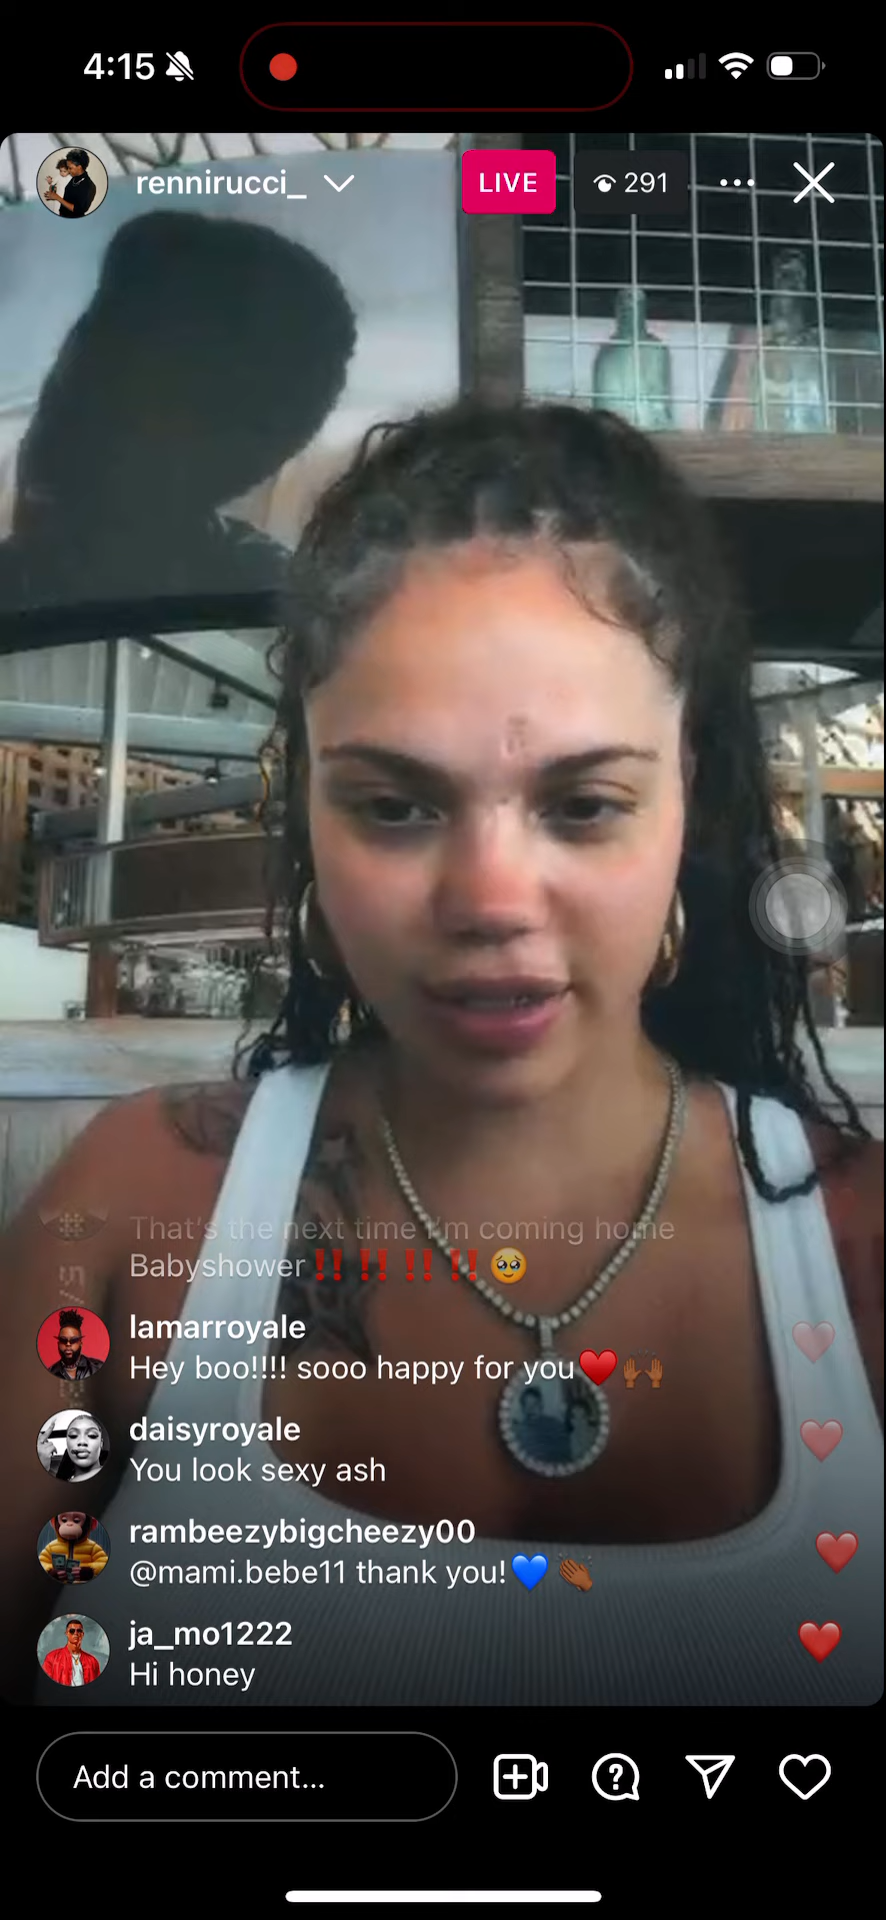 4:15
rennirucci_
LIVE
291
That's the next time I'm coming home
Babyshower‼️‼️‼️‼️🥹
lamarroyale
Hey boo!!!! sooo happy for you❤️🙌🏾
daisyroyale
You look sexy ash
rambeezybigcheezy00
@mami.bebe11 thank you!💙👏🏾
ja_mo1222
Hi honey
Add a comment...